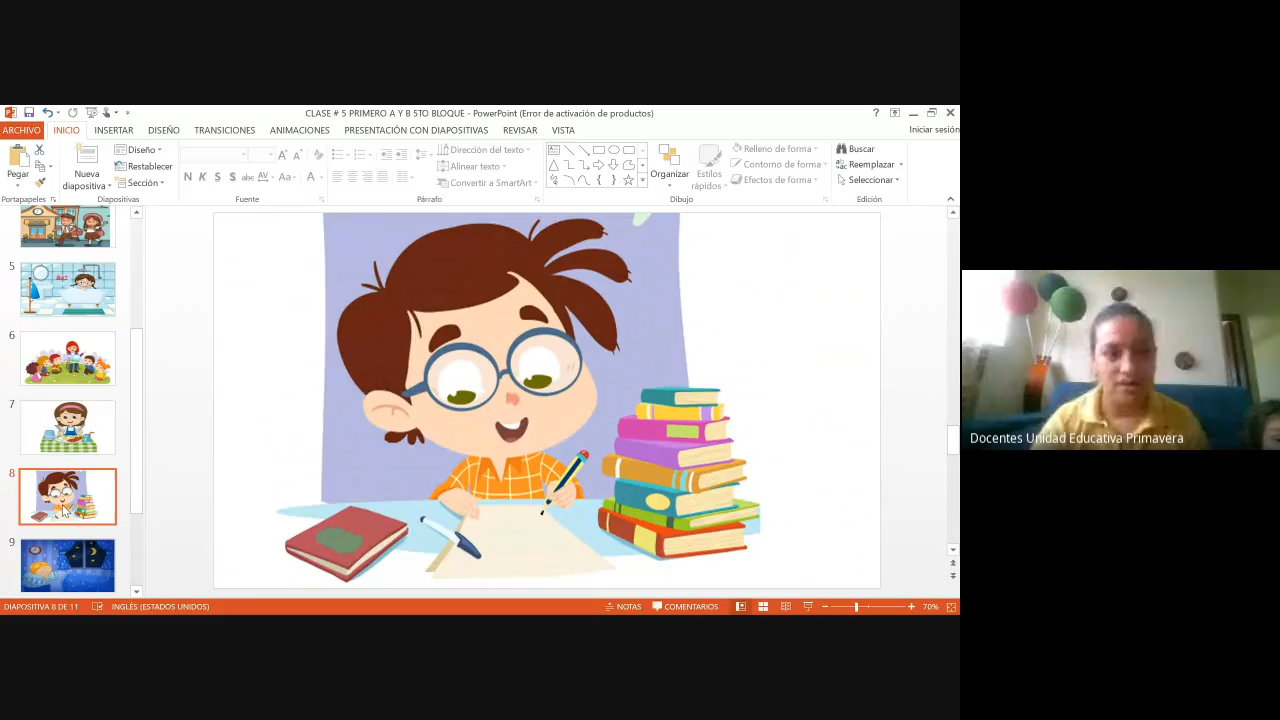 CLASE # 5 PRIMERO A Y B 5TO BLOQUE - PowerPoint (Error de activación de productos)
ARCHIVO INICIO INSERTAR DISEÑO TRANSICIONES ANIMACIONES PRESENTACIÓN CON DIAPOSITIVAS REVISAR VISTA Iniciar sesión
Pegar
Nueva diapositiva
Diseño
Restablecer
Sección
N K S S abc AV Aa A
Dirección del texto
Alinear texto
Convertir a SmartArt
Organizar
Estilos rápidos
Relleno de forma
Contorno de forma
Efectos de forma
Buscar
Reemplazar
Seleccionar
Portapapeles Diapositivas Fuente Párrafo Dibujo Edición
5
6
7
8
9
Docentes Unidad Educativa Primavera
DIAPOSITIVA 8 DE 11 INGLÉS (ESTADOS UNIDOS) NOTAS COMENTARIOS 70%